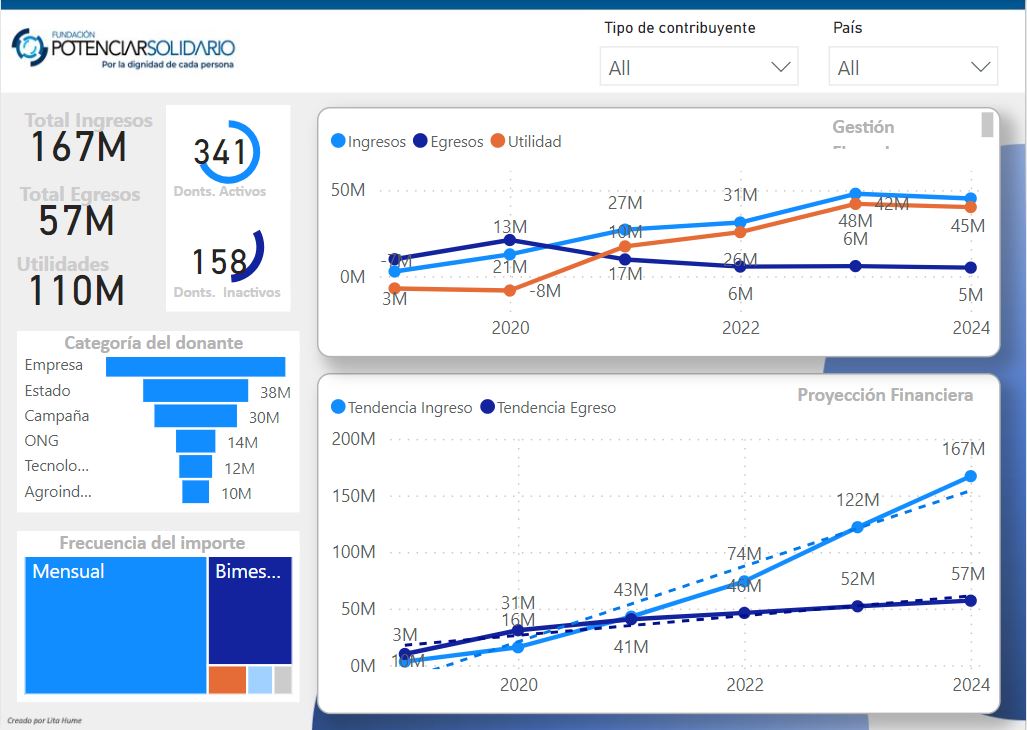 FUNDACIÓN
POTENCIARSOLIDARIO
Por la dignidad de cada persona
Tipo de contribuyente
País
All
All
Total Ingresos
167M
Total Egresos
57M
Utilidades
110M
341
Donts. Activos
158
Donts. Inactivos
Gestión
Ingresos Egresos Utilidad
50M
0M
-7M
3M
13M
21M
-8M
27M
10M
17M
31M
26M
6M
42M
48M
6M
45M
5M
2020
2022
2024
Categoría del donante
Empresa
Estado 38M
Campaña 30M
ONG 14M
Tecnolo... 12M
Agroind... 10M
Frecuencia del importe
Mensual
Bimes...
Proyección Financiera
Tendencia Ingreso Tendencia Egreso
200M
150M
100M
50M
0M
3M
10M
31M
16M
43M
41M
74M
46M
122M
52M
167M
57M
2020
2022
2024
Creado por Lita Hume